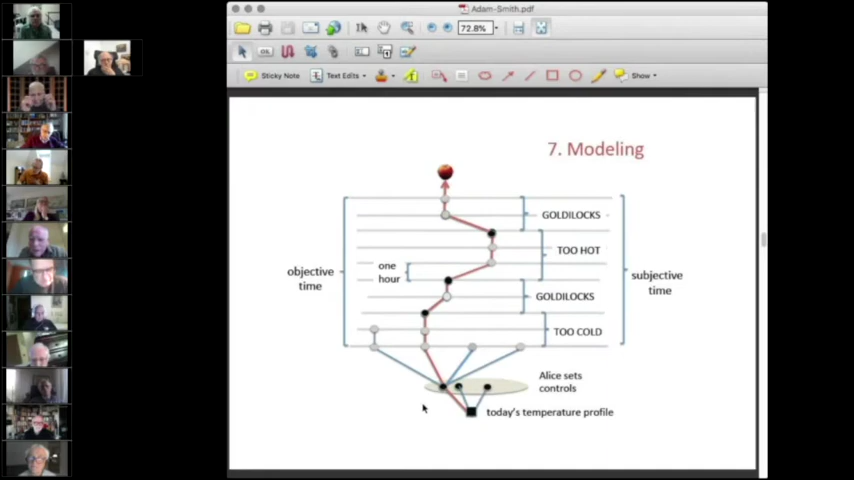 Adam-Smith.pdf
72.8%
Sticky Note
Text Edits
Show
7. Modeling
GOLDILOCKS
TOO HOT
one
hour
objective
time
subjective
time
GOLDILOCKS
TOO COLD
Alice sets
controls
today's temperature profile